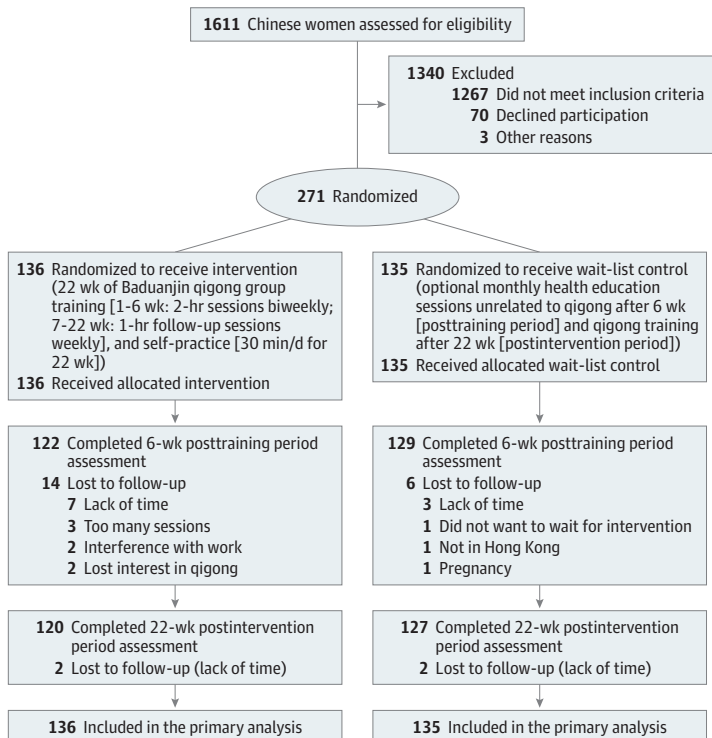 1611 Chinese women assessed for eligibility
1340 Excluded
1267 Did not meet inclusion criteria
70 Declined participation
3 Other reasons
271 Randomized
136 Randomized to receive intervention
(22 wk of Baduanjin qigong group
training [1-6 wk: 2-hr sessions biweekly;
7-22 wk: 1-hr follow-up sessions
weekly], and self-practice [30 min/d for
22 wk])
136 Received allocated intervention
135 Randomized to receive wait-list control
(optional monthly health education
sessions unrelated to qigong after 6 wk
[posttraining period] and qigong training
after 22 wk [postintervention period])
135 Received allocated wait-list control
122 Completed 6-wk posttraining period
assessment
14 Lost to follow-up
7 Lack of time
3 Too many sessions
2 Interference with work
2 Lost interest in qigong
129 Completed 6-wk posttraining period
assessment
6 Lost to follow-up
3 Lack of time
1 Did not want to wait for intervention
1 Not in Hong Kong
1 Pregnancy
120 Completed 22-wk postintervention
period assessment
2 Lost to follow-up (lack of time)
127 Completed 22-wk postintervention
period assessment
2 Lost to follow-up (lack of time)
136 Included in the primary analysis
135 Included in the primary analysis